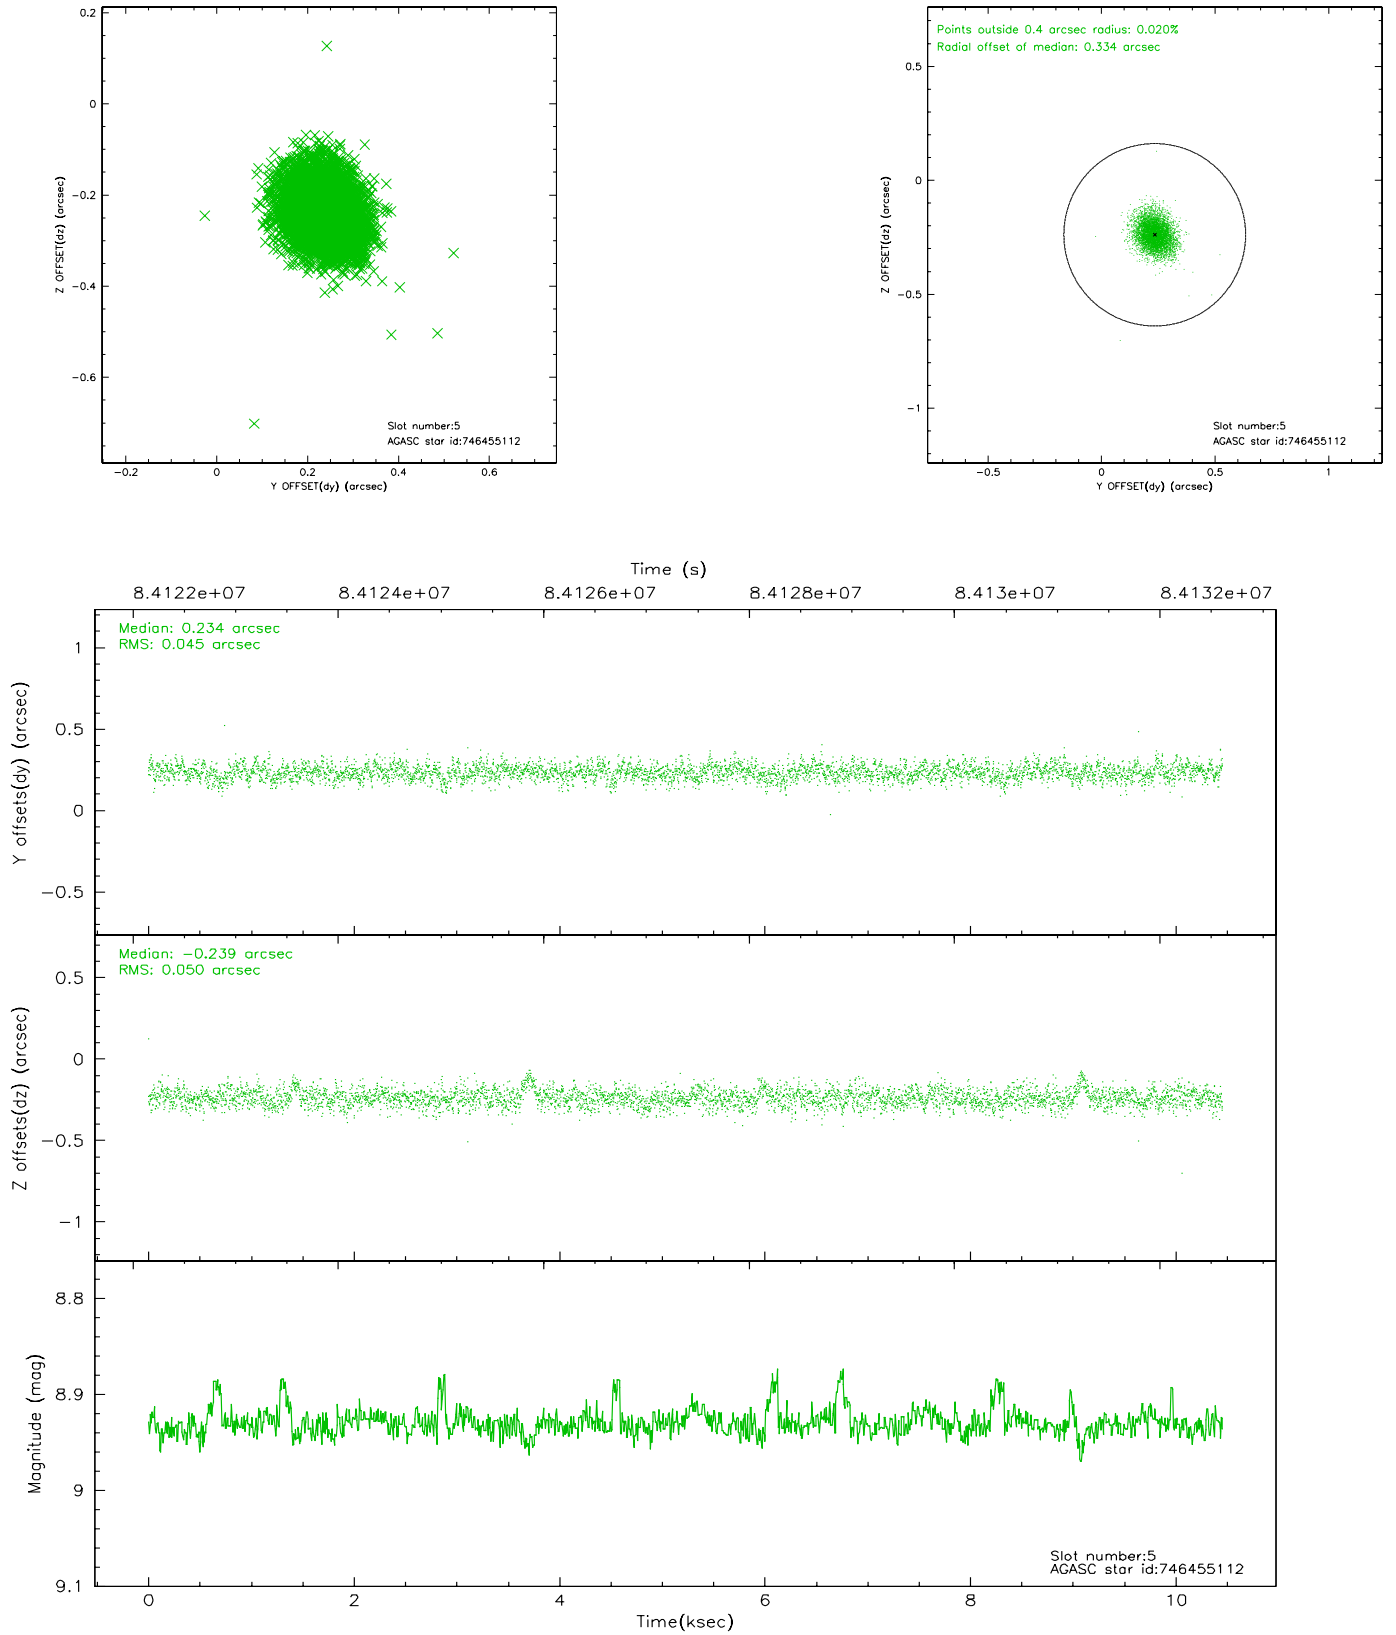 0.2
0
−0.2
−0.4
−0.6
Z OFFSET(dz) (arcsec)
Slot number:5
AGASC star id:746455112
−0.2
0
0.2
0.4
0.6
Y OFFSET(dy) (arcsec)
Points outside 0.4 arcsec radius: 0.020%
Radial offset of median: 0.334 arcsec
0.5
0
−0.5
−1
Z OFFSET(dz) (arcsec)
Slot number:5
AGASC star id:746455112
−0.5
0
0.5
1
Y OFFSET(dy) (arcsec)
Time (s)
8.4122e+07
8.4124e+07
8.4126e+07
8.4128e+07
8.413e+07
8.4132e+07
Median: 0.234 arcsec
RMS: 0.045 arcsec
1
0.5
0
−0.5
Y offsets(dy) (arcsec)
Median: −0.239 arcsec
RMS: 0.050 arcsec
0.5
0
−0.5
−1
Z offsets(dz) (arcsec)
8.8
8.9
9
9.1
Magnitude (mag)
Slot number:5
AGASC star id:746455112
0
2
4
6
8
10
Time(ksec)